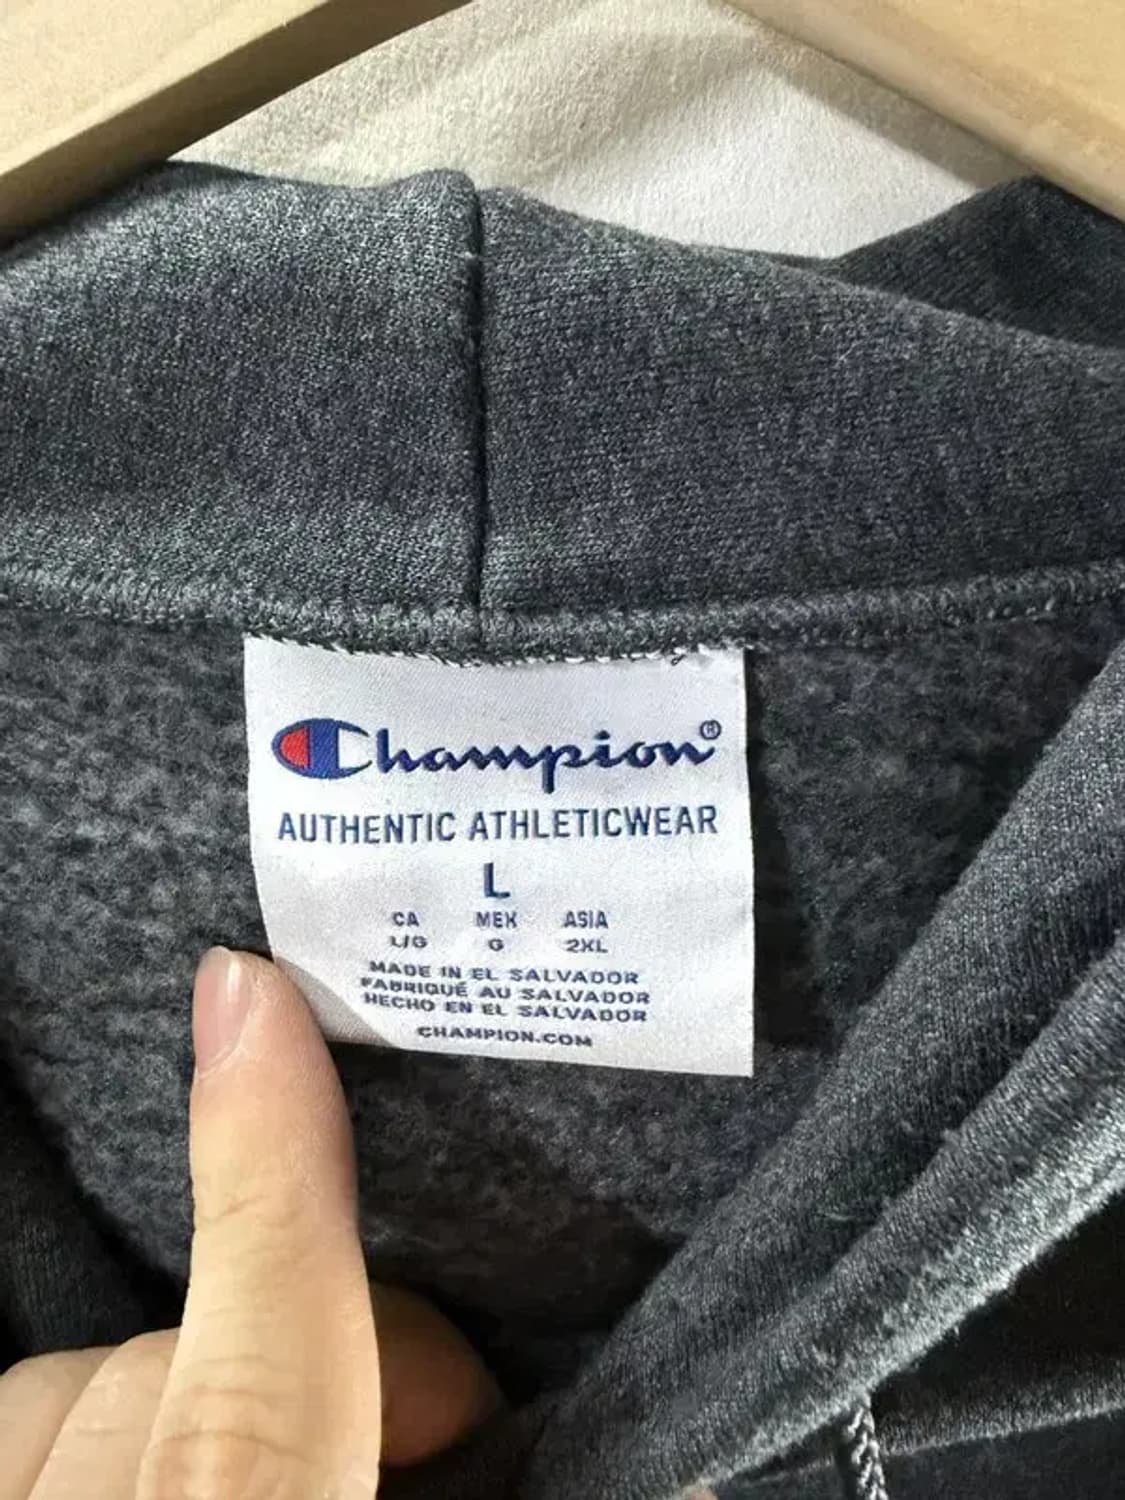 Champion®
AUTHENTIC ATHLETICWEAR
L
CA MEX ASIA
L/G G 2XL
MADE IN EL SALVADOR
FABRIQUÉ AU SALVADOR
HECHO EN EL SALVADOR
CHAMPION.COM